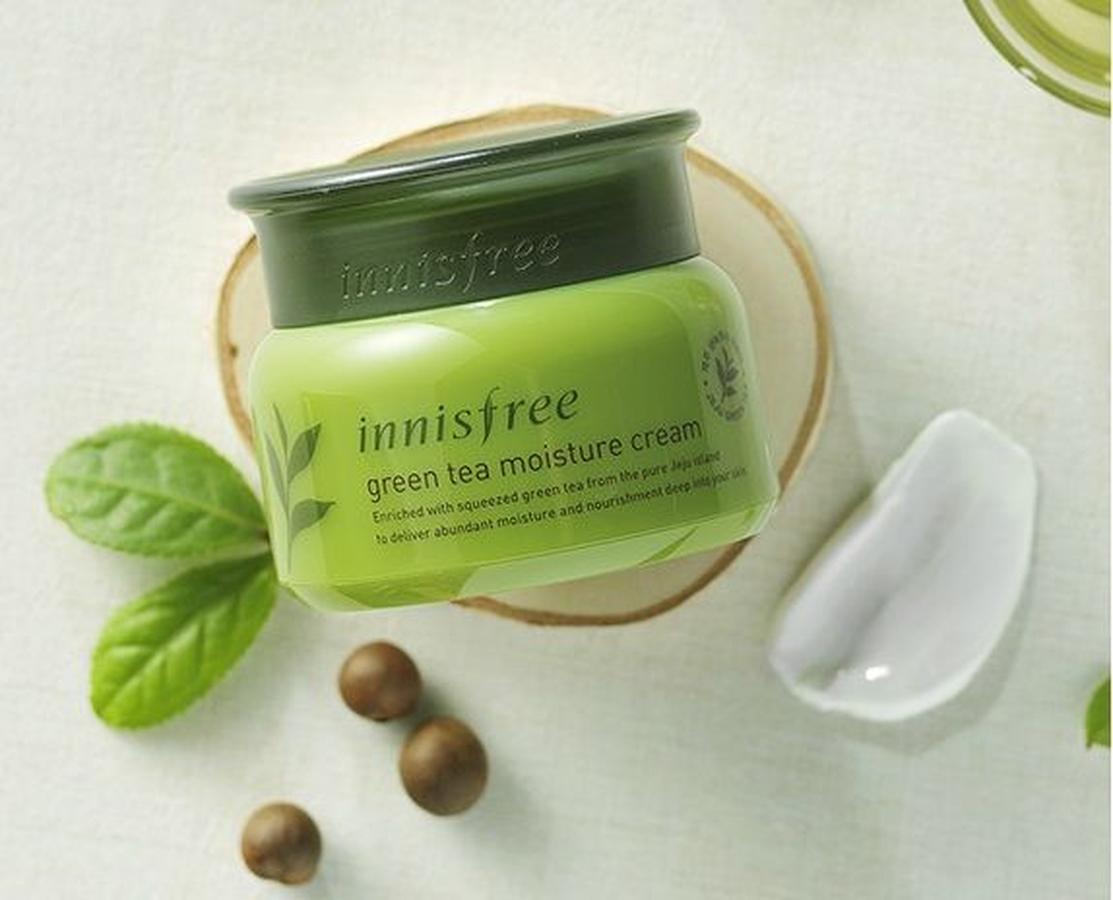 innisfree
innisfree
green tea moisture cream
Enriched with squeezed green tea from the pure Jeju island
to deliver abundant moisture and nourishment deep into your skin